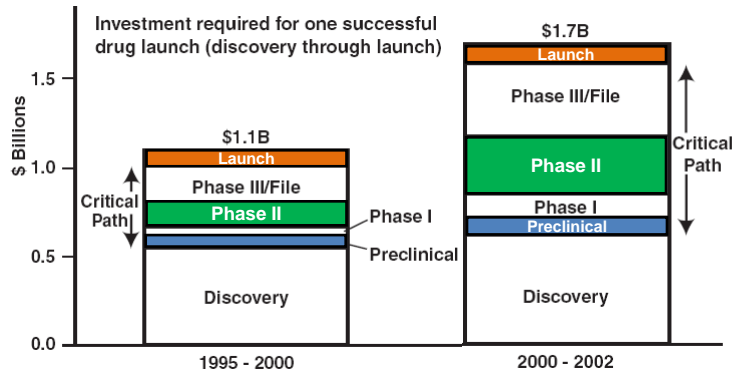 Investment required for one successful
drug launch (discovery through launch)
$ Billions
1.5
1.0
0.5
0.0
$1.1B
Launch
Phase III/File
Phase II
Phase I
Preclinical
Discovery
Critical
Path
1995 - 2000
$1.7B
Launch
Phase III/File
Phase II
Phase I
Preclinical
Discovery
Critical
Path
2000 - 2002